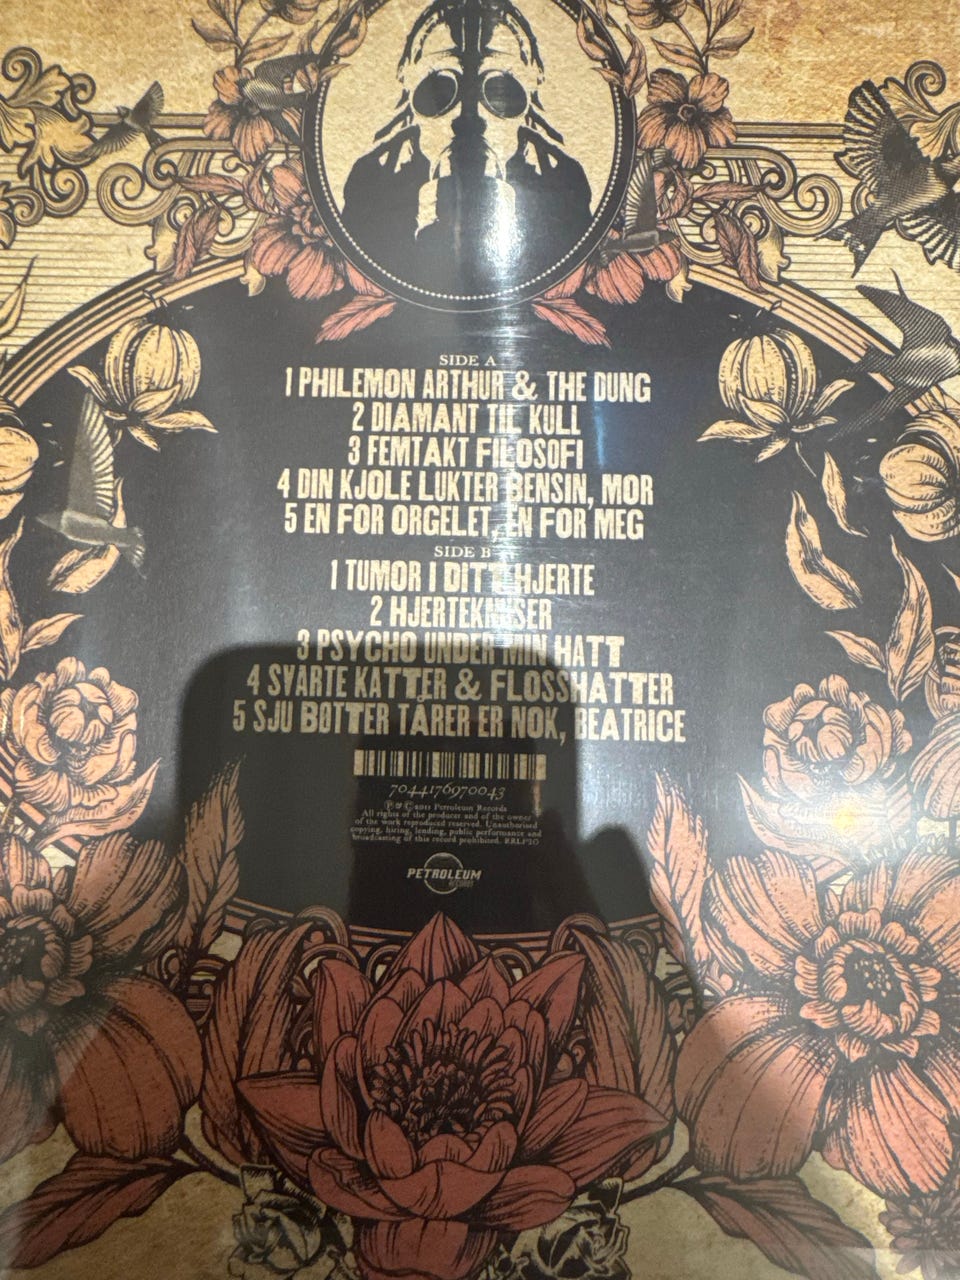 SIDE A
1 PHILEMON ARTHUR & THE DUNG
2 DIAMANT TIL KULL
3 FEMTAKT FILOSOFI
4 DIN KJOLE LUKTER BENSIN, MOR
5 EN FOR ORGELET, EN FOR MEG
SIDE B
1 TUMOR I DITT HJERTE
2 HJERTEKNUSER
3 PSYCHO UNDER MIN HATT
4 SVARTE KATTER & FLOSSHATTER
5 SJU BØTTER TÅRER ER NOK, BEATRICE
7044176970043
℗ & © 2011 Petroleum Records
All rights of the producer and of the owner
of the work reproduced reserved. Unauthorised
copying, hiring, lending, public performance and
broadcasting of this record prohibited. RRLP20
PETROLEUM
RECORDS